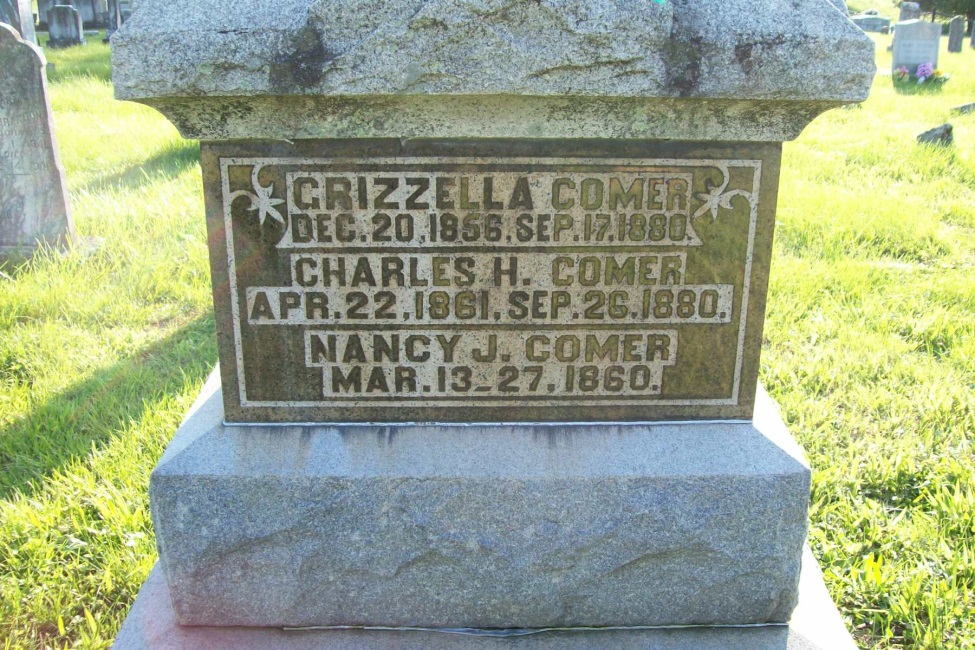 GRIZZELLA COMER
DEC. 20, 1856, SEP. 17, 1880.
CHARLES H. COMER
APR. 22, 1861, SEP. 26, 1880.
NANCY J. COMER
MAR. 13-27, 1860.